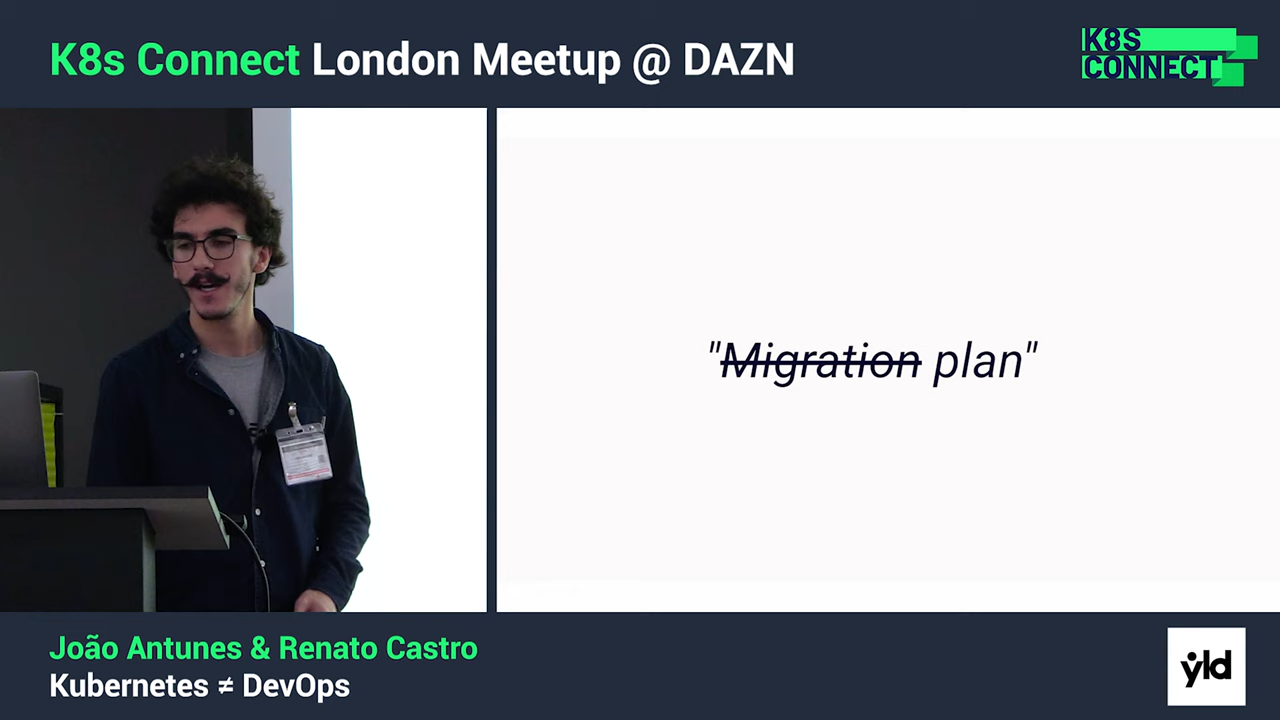 K8s Connect London Meetup @ DAZN
K8S
CONNECT
"Migration plan"
João Antunes & Renato Castro
Kubernetes ≠ DevOps
yld